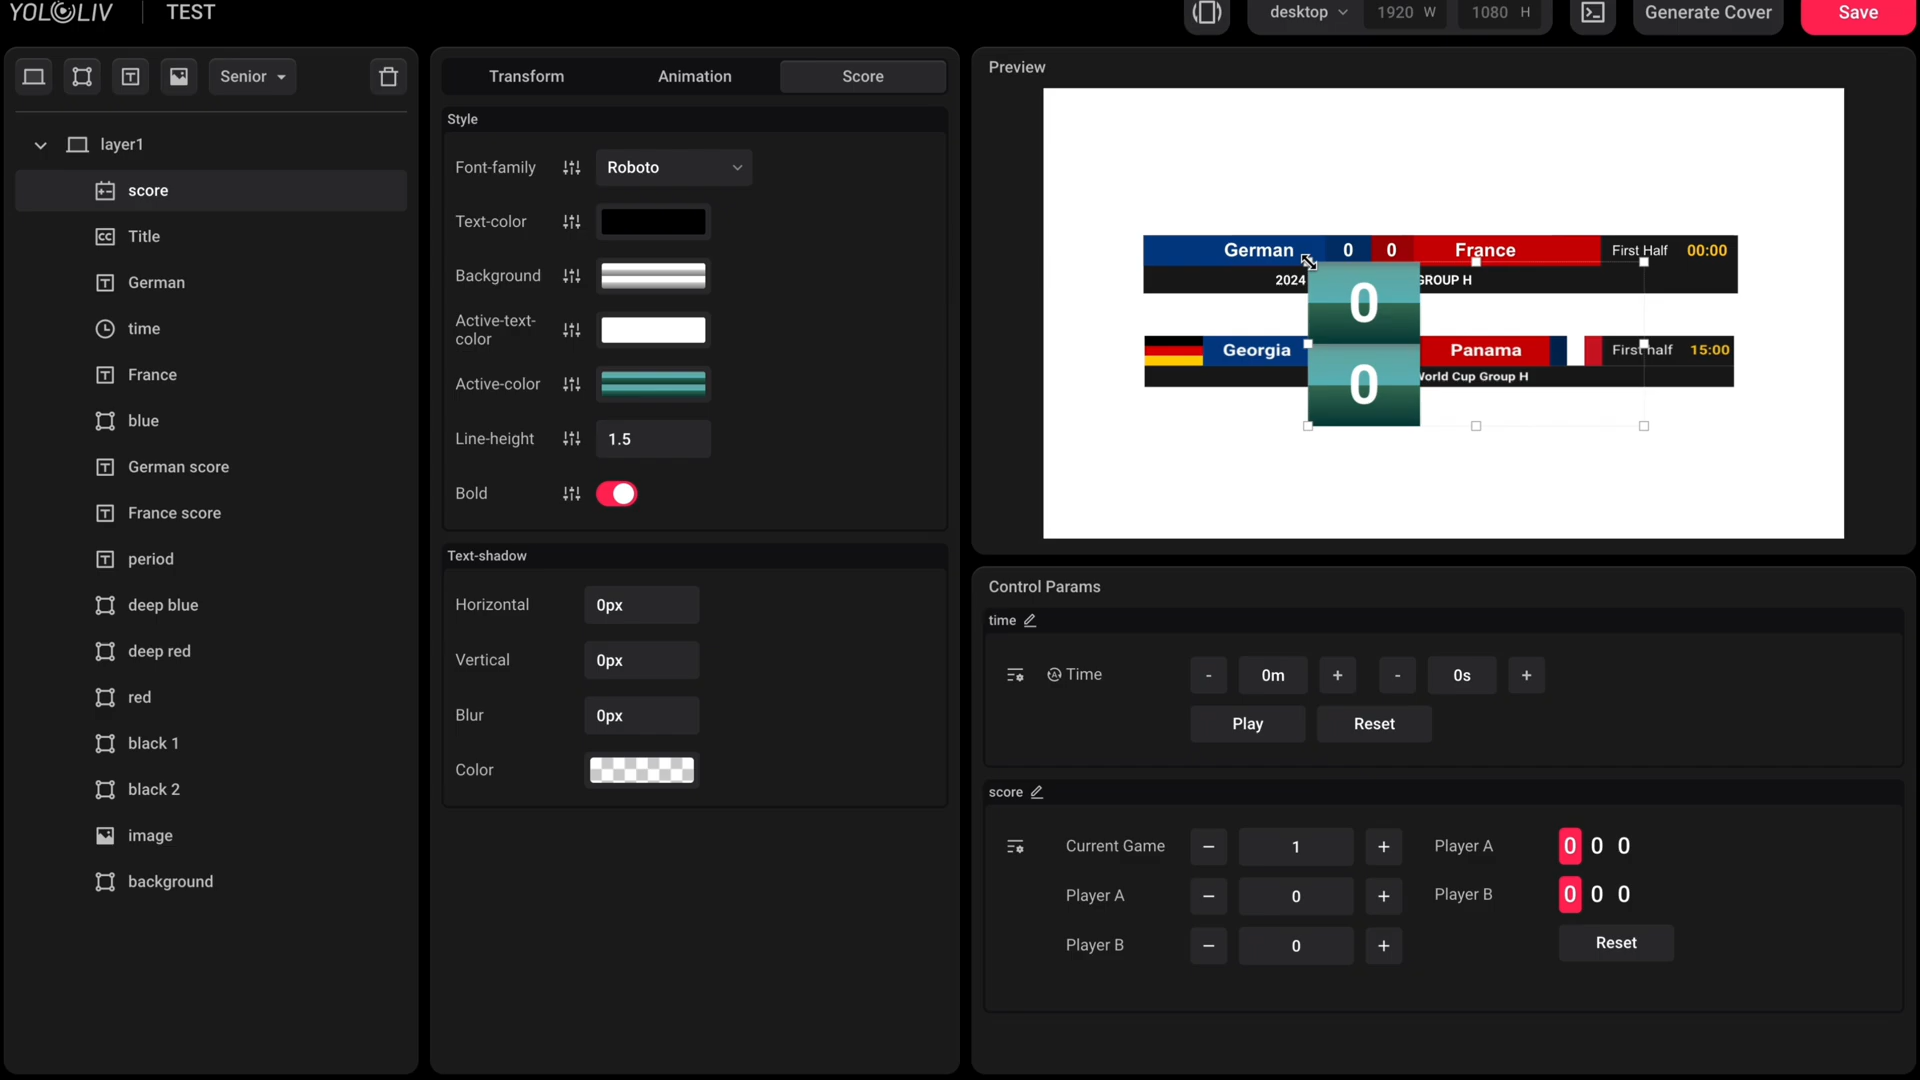 YOLOLIV
TEST
desktop
1920 W
1080 H
Generate Cover
Save
Senior
layer1
score
Title
German
time
France
blue
German score
France score
period
deep blue
deep red
red
black 1
black 2
image
background
Transform
Animation
Score
Style
Font-family
Roboto
Text-color
Background
Active-text-
color
Active-color
Line-height
1.5
Bold
Text-shadow
Horizontal
0px
Vertical
0px
Blur
0px
Color
Preview
German 0 0 France First Half 00:00
2024 GROUP H
0
Georgia Panama First half 15:00
0
World Cup Group H
Control Params
time
Time - 0m + - 0s +
Play Reset
score
Current Game − 1 + Player A 0 0 0
Player A − 0 + Player B 0 0 0
Player B − 0 + Reset